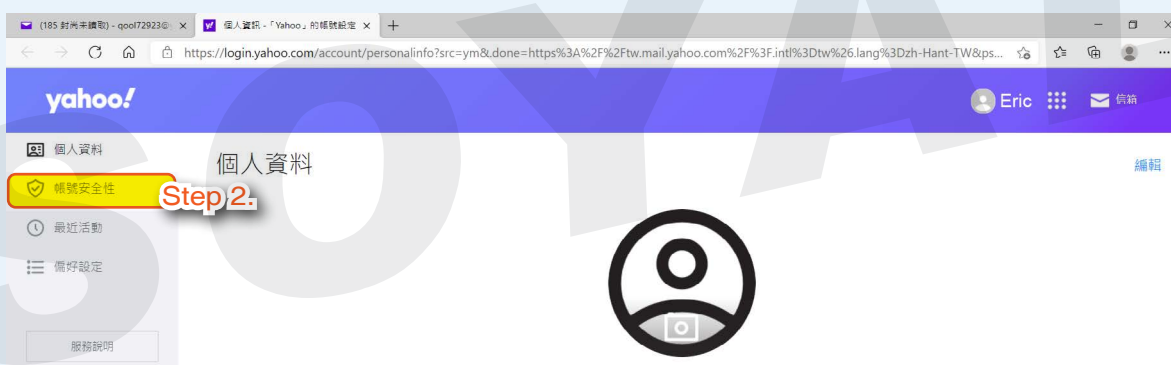 (185 封尚未讀取) - qool72923@
個人資訊 -「Yahoo」的帳號設定
https://login.yahoo.com/account/personalinfo?src=ym&.done=https%3A%2F%2Ftw.mail.yahoo.com%2F%3F.intl%3Dtw%26.lang%3Dzh-Hant-TW&ps...
yahoo!
Eric
信箱
個人資料
帳號安全性
Step 2.
最近活動
偏好設定
服務說明
個人資料
編輯
SOYAL